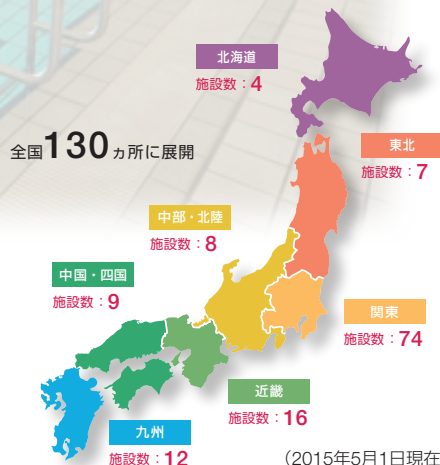 北海道
施設数：4
全国130ヵ所に展開
東北
施設数：7
中部・北陸
施設数：8
中国・四国
施設数：9
関東
施設数：74
近畿
施設数：16
九州
施設数：12
（2015年5月1日現在